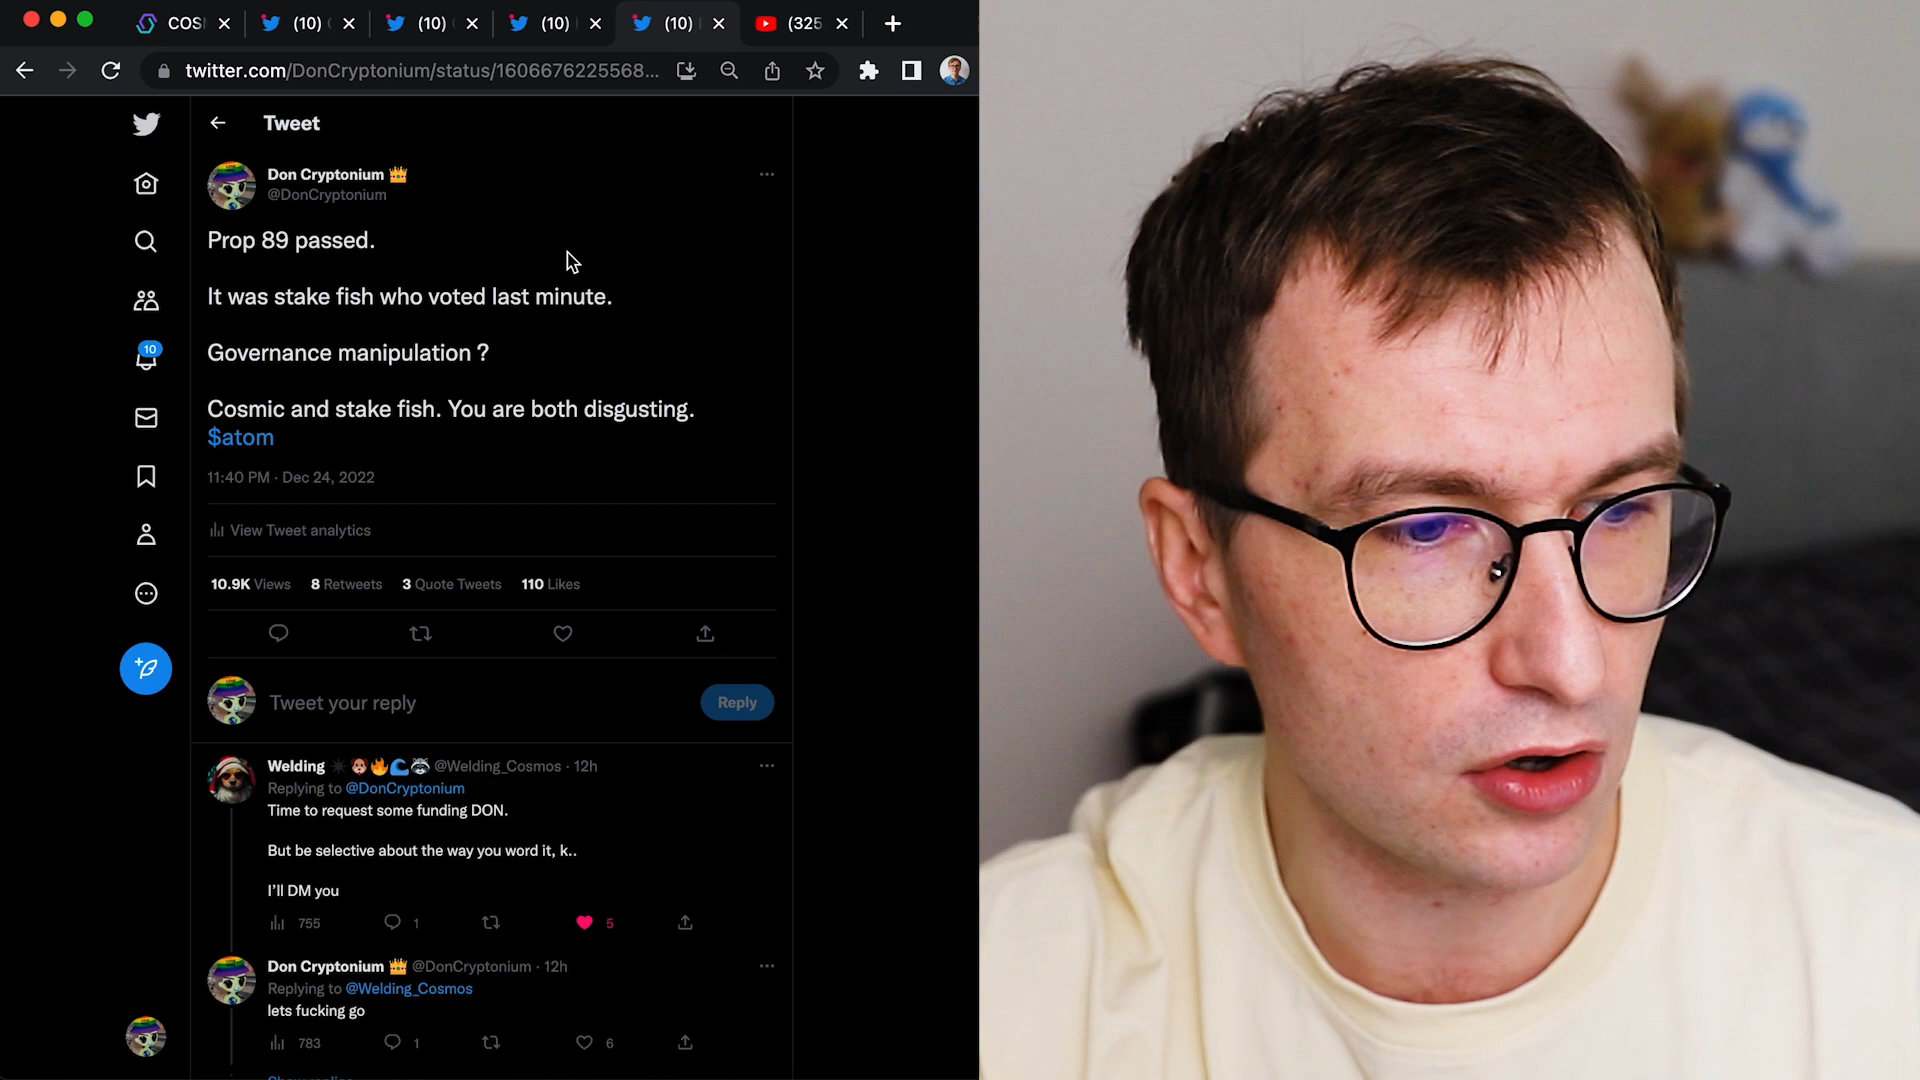 COS
(10)
(10)
(10)
(10)
(325
twitter.com/DonCryptonium/status/1606676225568...
Tweet
Don Cryptonium
@DonCryptonium
Prop 89 passed.
It was stake fish who voted last minute.
Governance manipulation ?
Cosmic and stake fish. You are both disgusting.
$atom
11:40 PM · Dec 24, 2022
View Tweet analytics
10.9K Views 8 Retweets 3 Quote Tweets 110 Likes
10
Tweet your reply
Reply
Welding @Welding_Cosmos · 12h
Replying to @DonCryptonium
Time to request some funding DON.
But be selective about the way you word it, k..
I'll DM you
755 1 5
Don Cryptonium @DonCryptonium · 12h
Replying to @Welding_Cosmos
lets fucking go
783 1 6